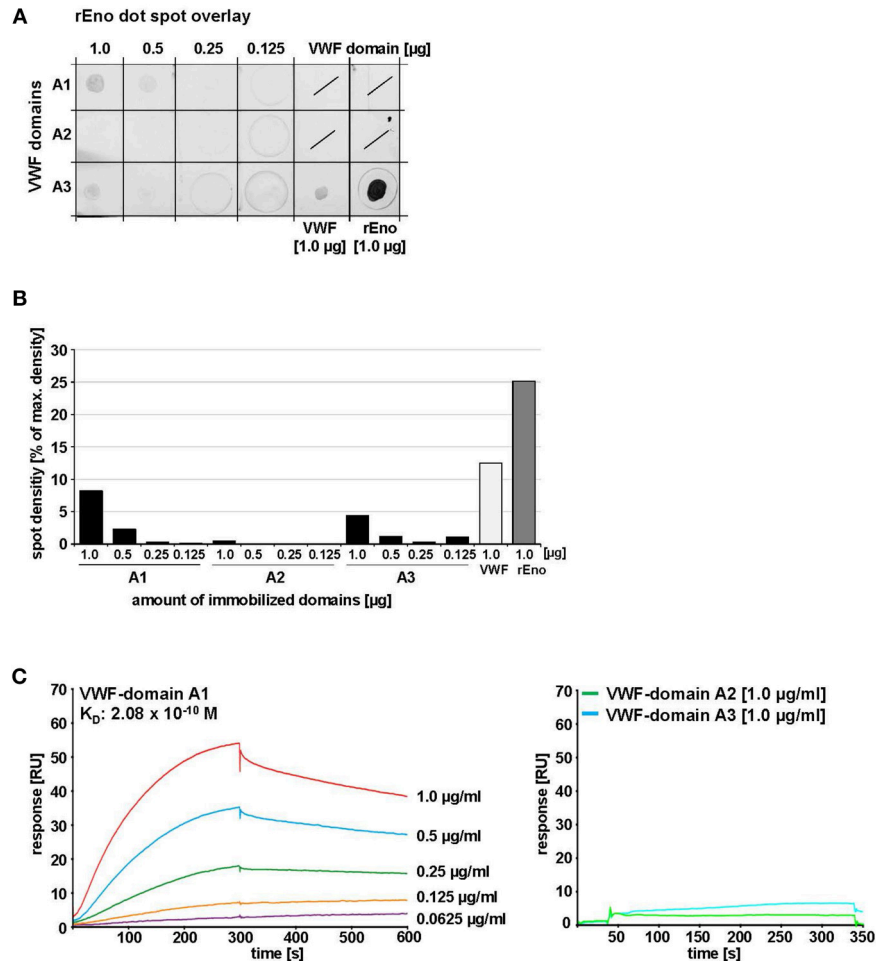 A
rEno dot spot overlay
1.0 0.5 0.25 0.125 VWF domain [µg]
VWF domains
A1
A2
A3
VWF rEno
[1.0 µg] [1.0 µg]
B
spot densitiy [% of max. density]
30
25
20
15
10
5
0
1.0 0.5 0.25 0.125 1.0 0.5 0.25 0.125 1.0 0.5 0.25 0.125 1.0 1.0 [µg]
A1 A2 A3 VWF rEno
amount of immobilized domains [µg]
C
VWF-domain A1
K_D: 2.08 x 10⁻¹⁰ M
response [RU]
70
60
50
40
30
20
10
0
1.0 µg/ml
0.5 µg/ml
0.25 µg/ml
0.125 µg/ml
0.0625 µg/ml
100 200 300 400 500 600
time [s]
VWF-domain A2 [1.0 µg/ml]
VWF-domain A3 [1.0 µg/ml]
response [RU]
70
60
50
40
30
20
10
0
50 100 150 200 250 300 350
time [s]